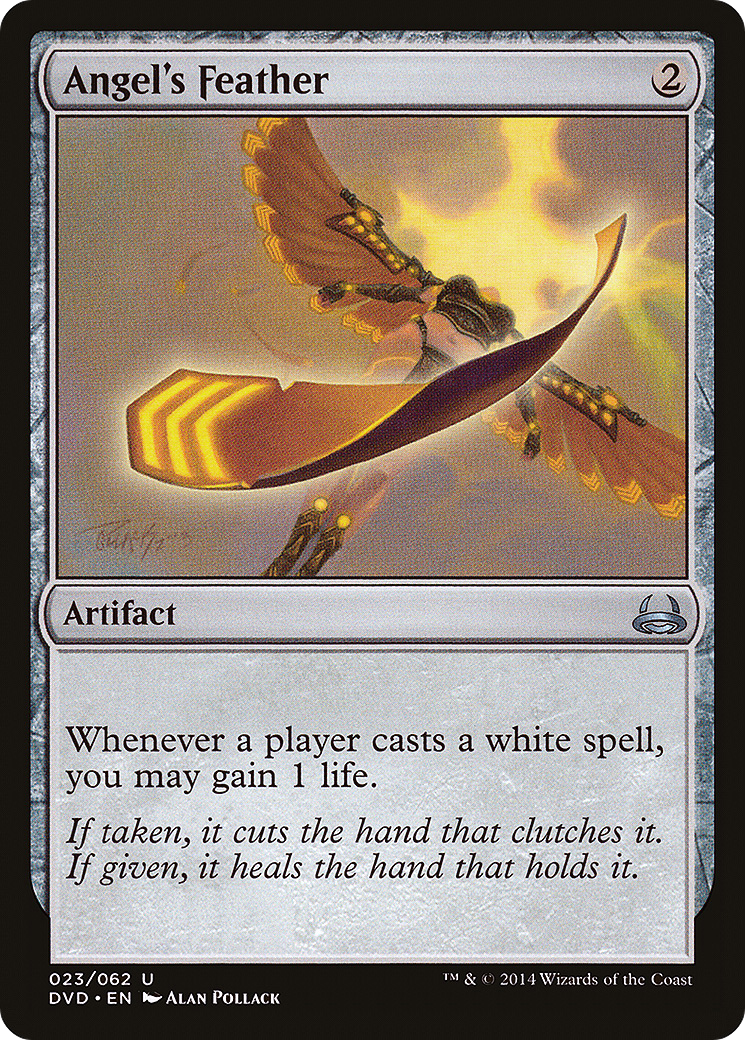 Angel's Feather 2
Artifact
Whenever a player casts a white spell,
you may gain 1 life.
If taken, it cuts the hand that clutches it.
If given, it heals the hand that holds it.
023/062 U
™ & © 2014 Wizards of the Coast
DVD • EN Alan Pollack